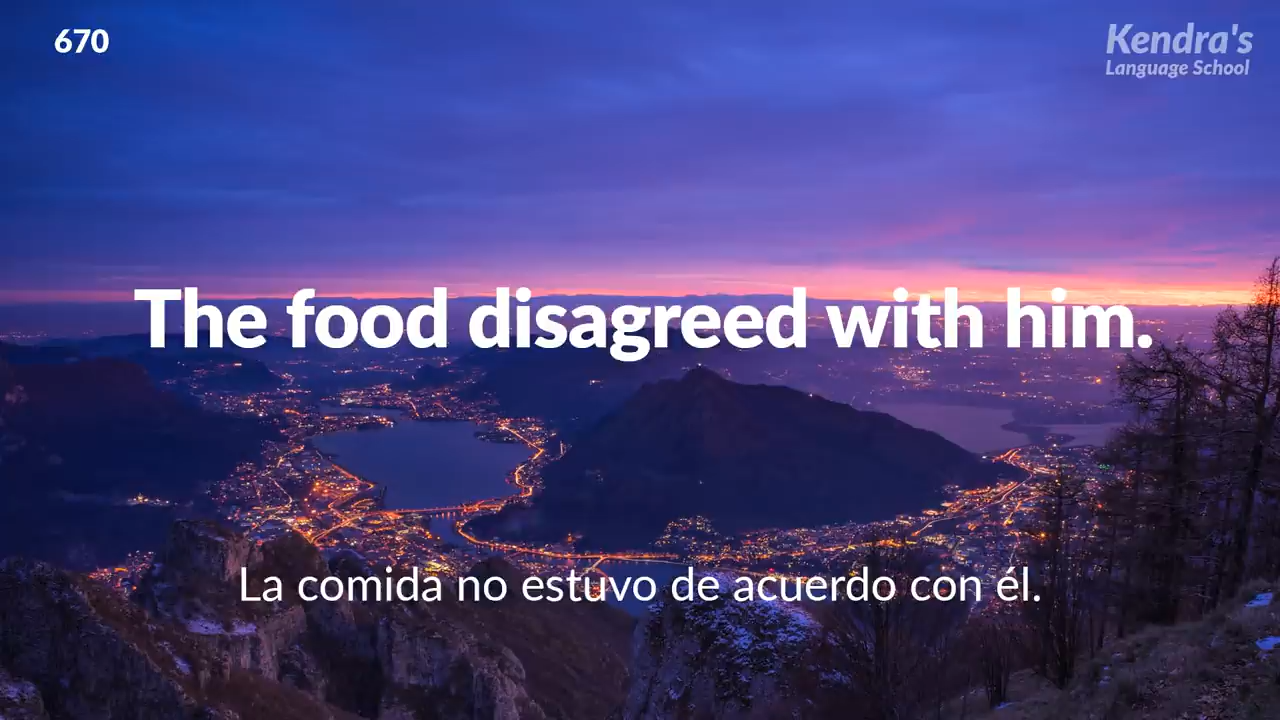 670
Kendra's
Language School
The food disagreed with him.
La comida no estuvo de acuerdo con él.